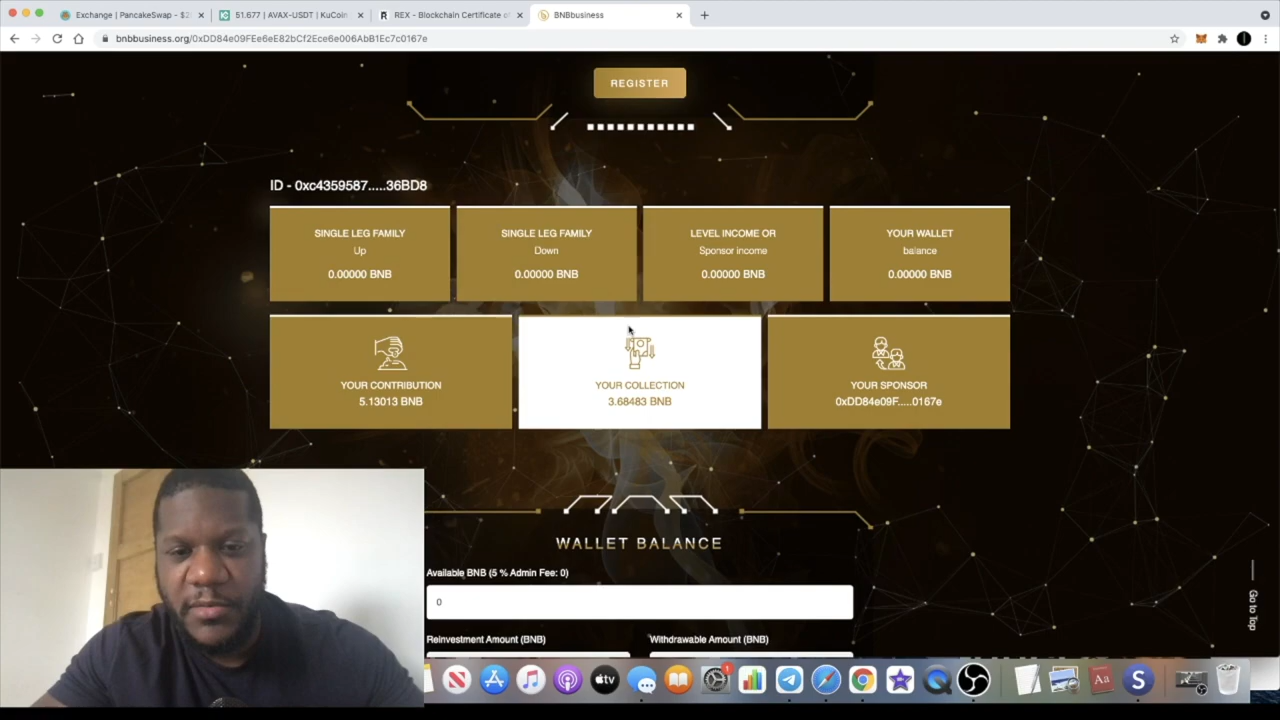 Exchange | PancakeSwap - $2
51.677 | AVAX-USDT | KuCoin
REX - Blockchain Certificate of
BNBbusiness
bnbbusiness.org/0xDD84e09FEe6eE82bCf2Ece6e006AbB1Ec7c0167e
REGISTER
ID - 0xc4359587.....36BD8
SINGLE LEG FAMILY
Up
0.00000 BNB
SINGLE LEG FAMILY
Down
0.00000 BNB
LEVEL INCOME OR
Sponsor income
0.00000 BNB
YOUR WALLET
balance
0.00000 BNB
YOUR CONTRIBUTION
5.13013 BNB
YOUR COLLECTION
3.68483 BNB
YOUR SPONSOR
0xDD84e09F.....0167e
WALLET BALANCE
Available BNB (5 % Admin Fee: 0)
0
Reinvestment Amount (BNB)
Withdrawable Amount (BNB)
Go to Top
tv
1
Aa
S